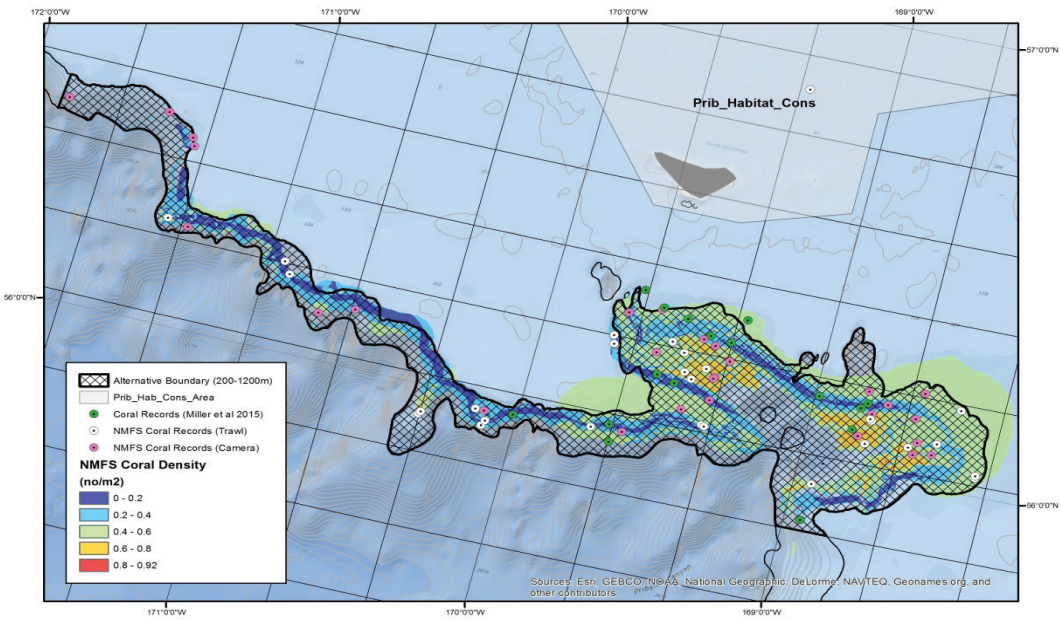 172°0'0"W
171°0'0"W
170°0'0"W
169°0'0"W
57°0'0"N
Prib_Habitat_Cons
56°0'0"N
Alternative Boundary (200-1200m)
Prib_Hab_Cons_Area
Coral Records (Miller et al 2015)
NMFS Coral Records (Trawl)
NMFS Coral Records (Camera)
NMFS Coral Density
(no/m2)
0 - 0.2
0.2 - 0.4
0.4 - 0.6
0.6 - 0.8
0.8 - 0.92
56°0'0"N
Sources: Esri, GEBCO, NOAA, National Geographic, DeLorme, NAVTEQ, Geonames.org, and
other contributors
171°0'0"W
170°0'0"W
169°0'0"W